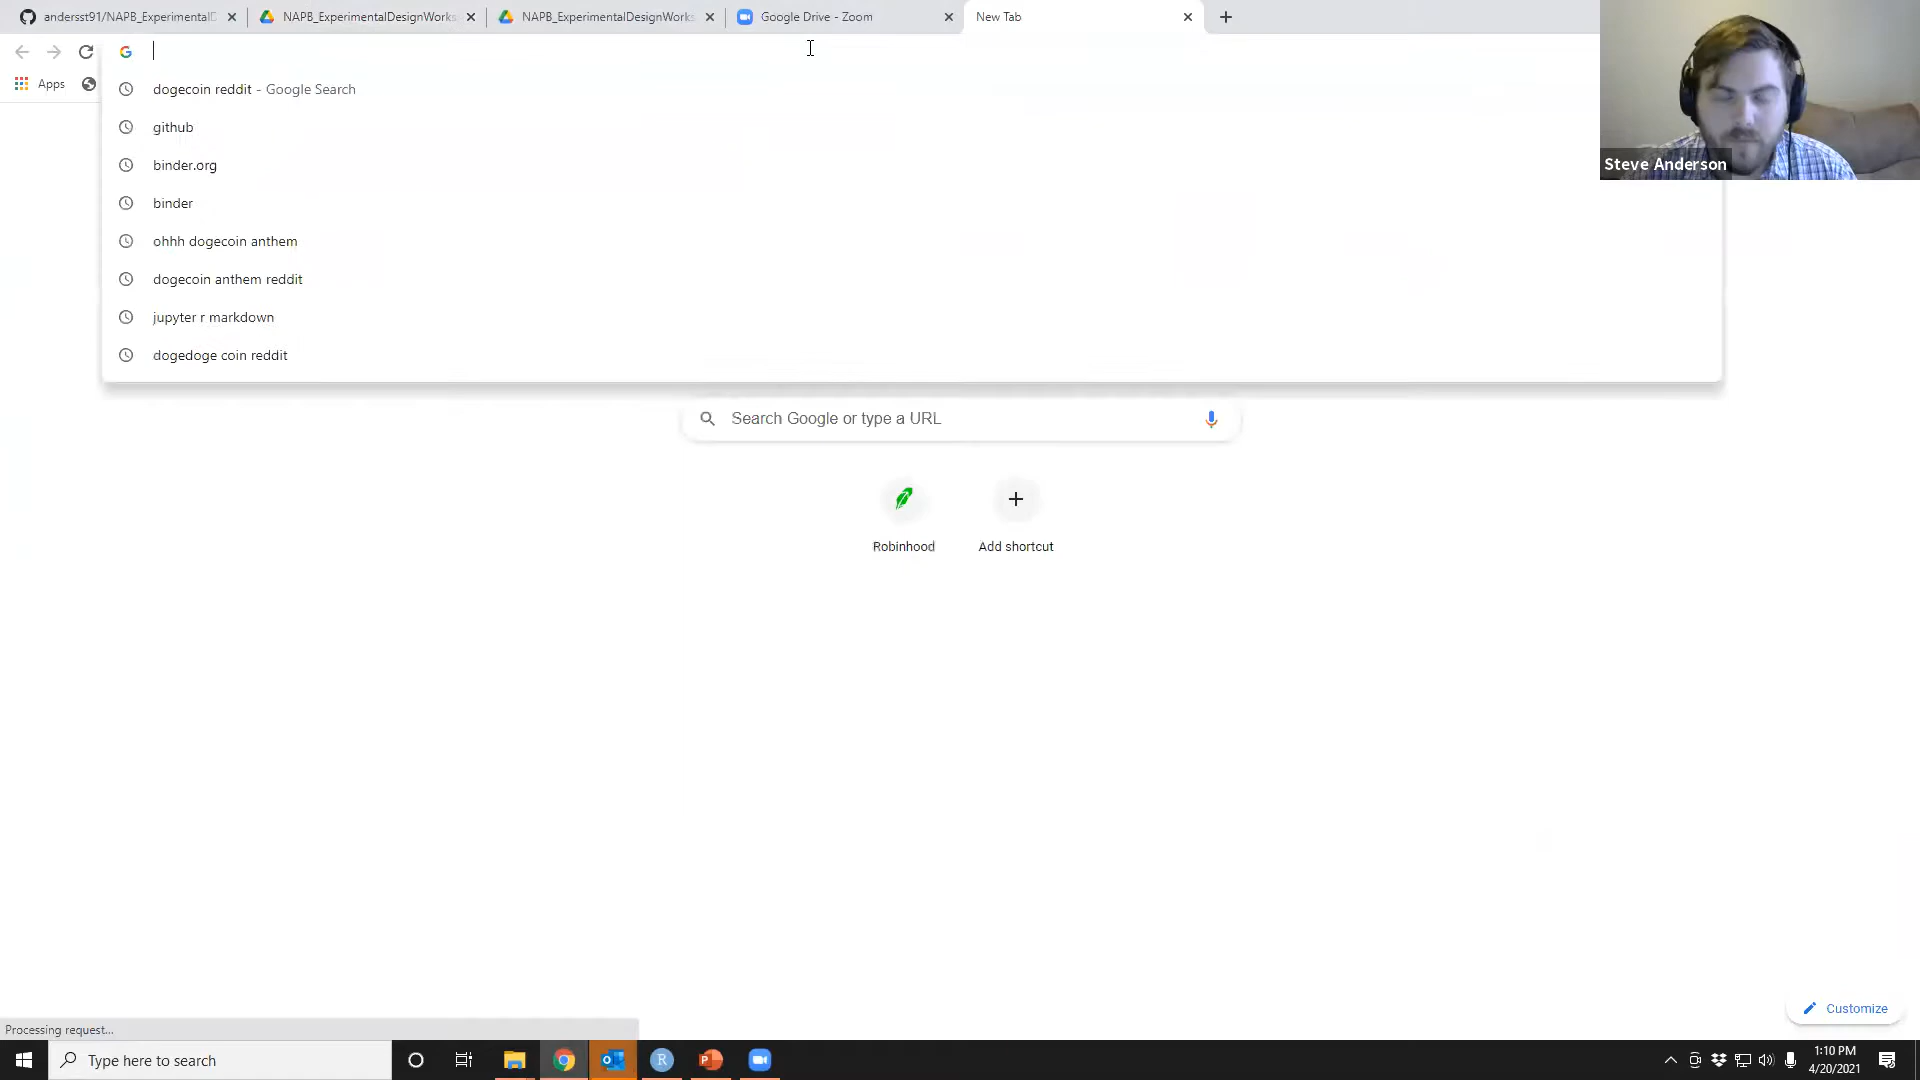 andersst91/NAPB_ExperimentalD
NAPB_ExperimentalDesignWorks
NAPB_ExperimentalDesignWorks
Google Drive - Zoom
New Tab
Apps
dogecoin reddit - Google Search
github
binder.org
binder
ohhh dogecoin anthem
dogecoin anthem reddit
jupyter r markdown
dogedoge coin reddit
Steve Anderson
Search Google or type a URL
Robinhood
Add shortcut
Customize
Processing request...
Type here to search
1:10 PM
4/20/2021